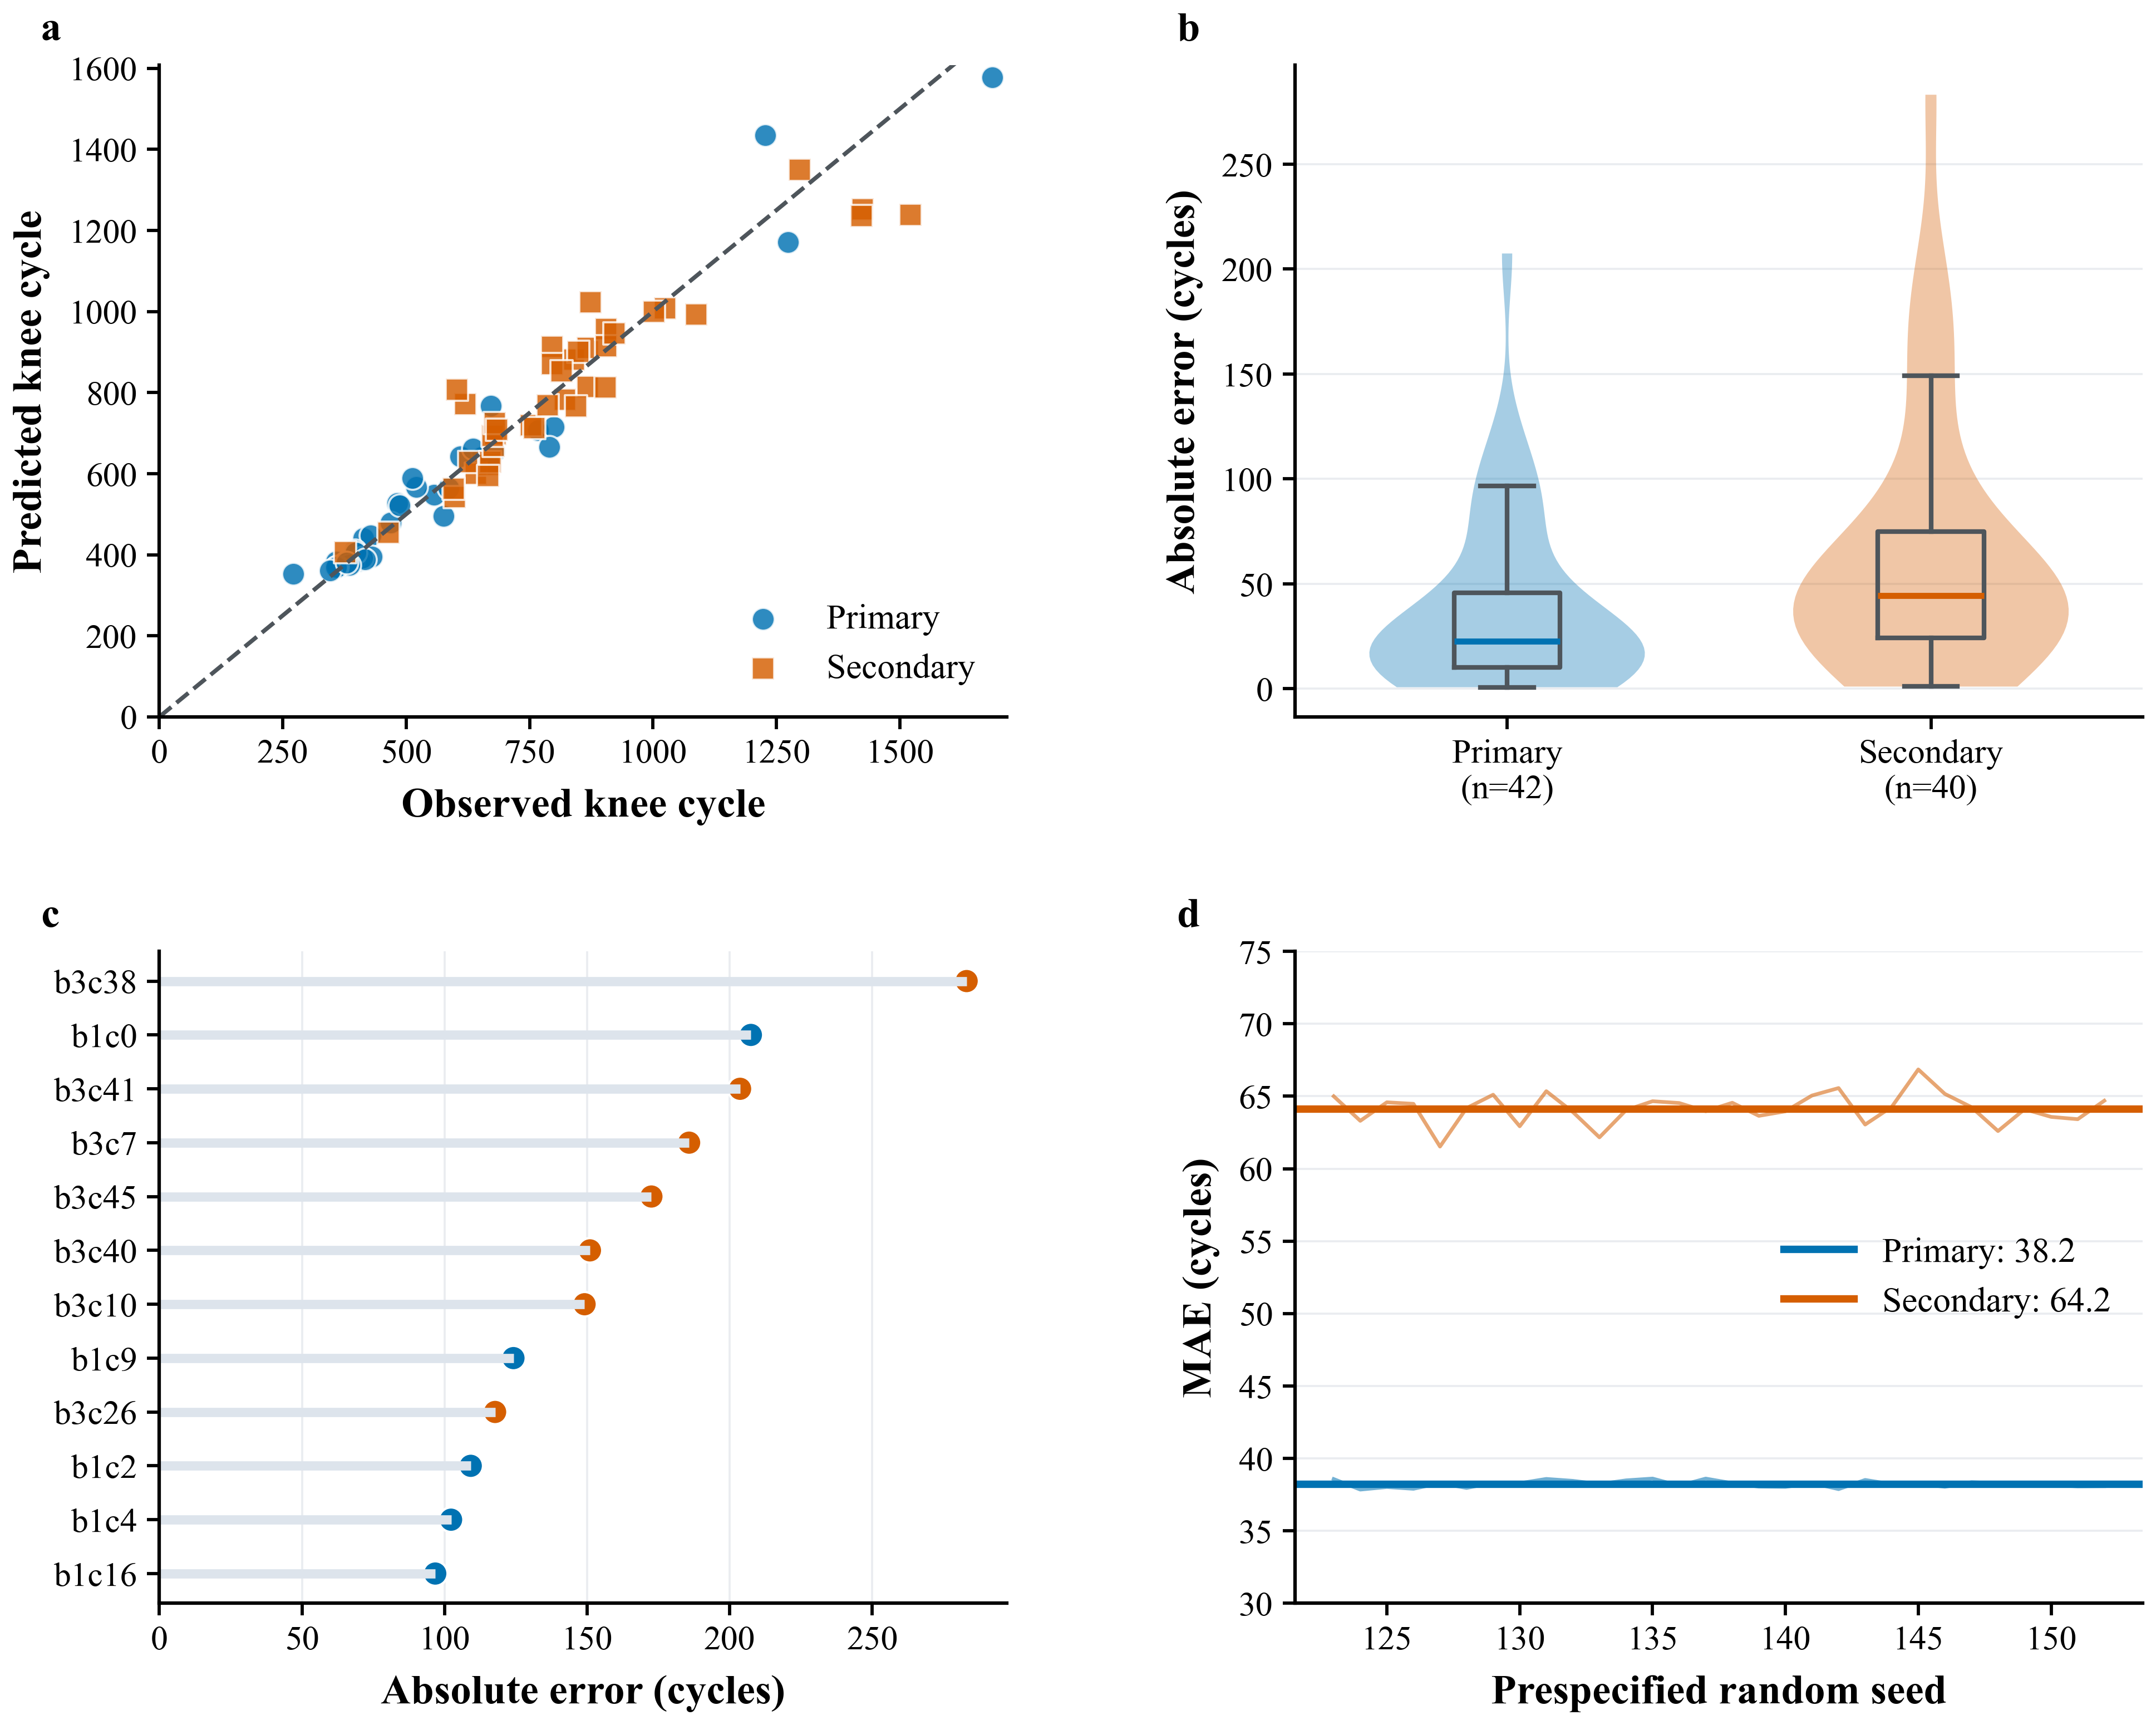 a
1600
1400
1200
1000
800
600
400
200
0
Predicted knee cycle
Primary
Secondary
0 250 500 750 1000 1250 1500
Observed knee cycle
b
250
200
150
100
50
0
Absolute error (cycles)
Primary
(n=42)
Secondary
(n=40)
c
b3c38
b1c0
b3c41
b3c7
b3c45
b3c40
b3c10
b1c9
b3c26
b1c2
b1c4
b1c16
0 50 100 150 200 250
Absolute error (cycles)
d
75
70
65
60
55
50
45
40
35
30
MAE (cycles)
Primary: 38.2
Secondary: 64.2
125 130 135 140 145 150
Prespecified random seed